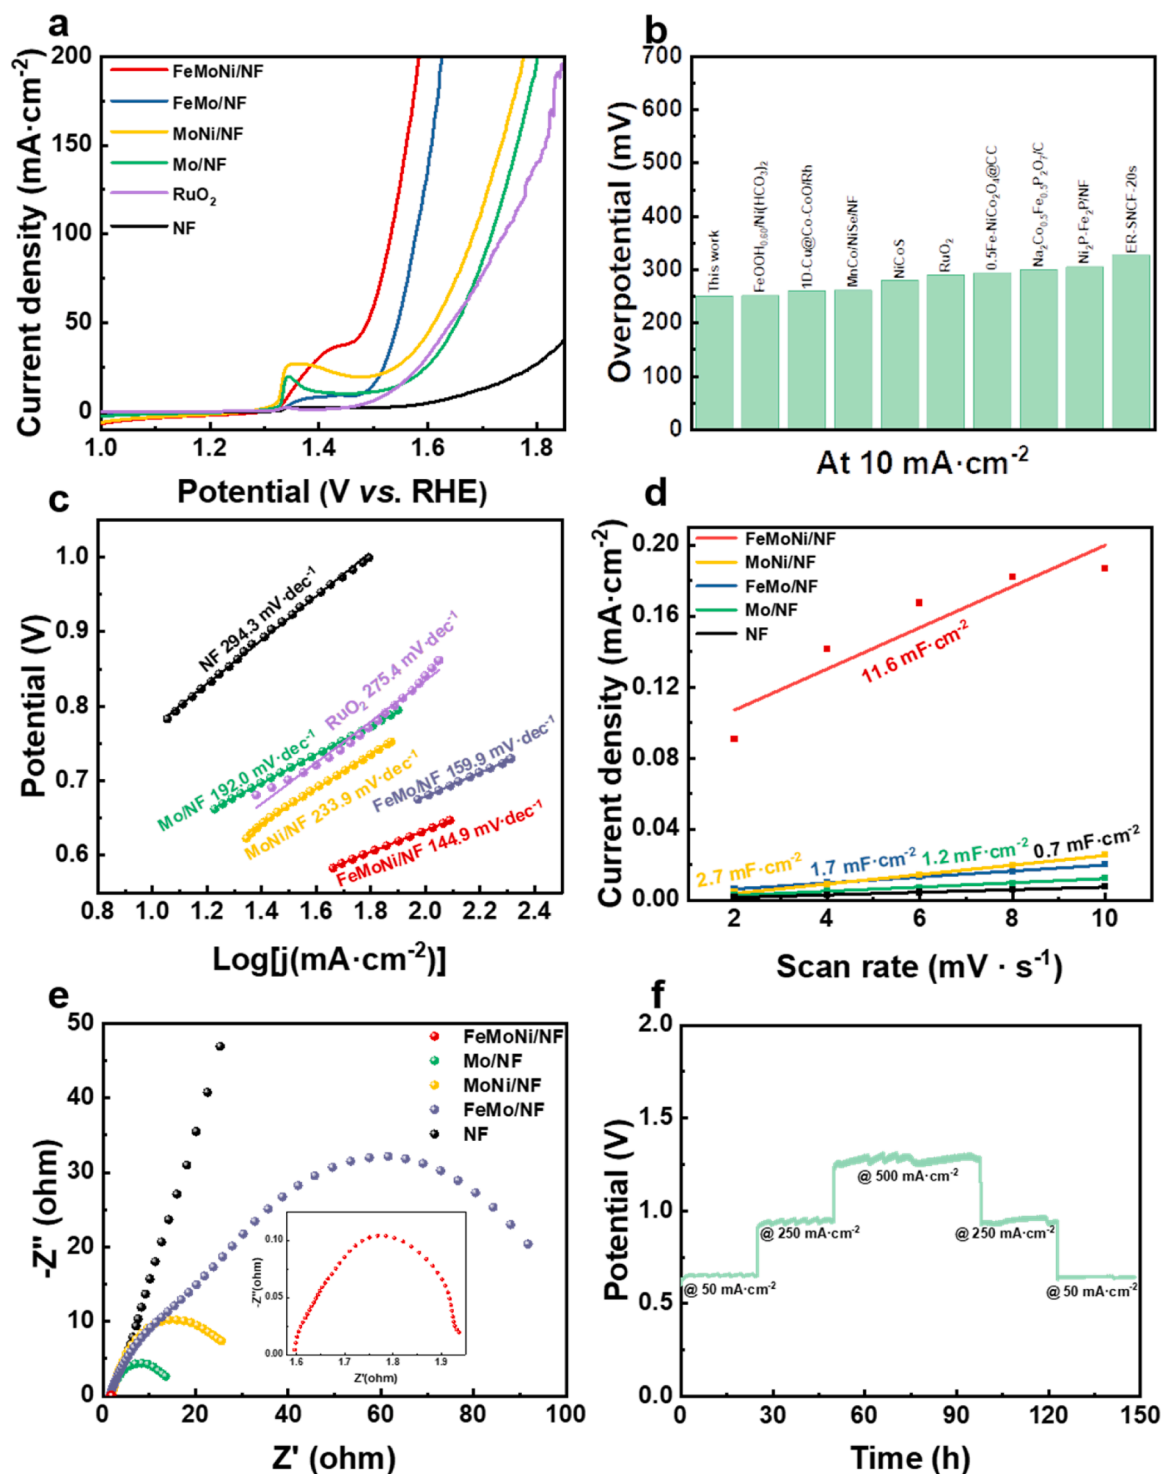 a
Current density (mA·cm⁻²)
200
150
100
50
0
FeMoNi/NF
FeMo/NF
MoNi/NF
Mo/NF
RuO₂
NF
1.0 1.2 1.4 1.6 1.8
Potential (V vs. RHE)
b
Overpotential (mV)
700
600
500
400
300
200
100
0
This work
FeOOH₀.₆₀/Ni(HCO₃)₂
1D-Cu@Co-CoO/Rh
MnCo/NiSe/NF
NiCoS
RuO₂
0.5Fe-NiCo₂O₄@CC
Na₂Co₀.₅Fe₀.₅P₂O₇/C
Ni₂P-Fe₂P/NF
ER-SNCF-20s
At 10 mA·cm⁻²
c
Potential (V)
1.0
0.9
0.8
0.7
0.6
NF 294.3 mV·dec⁻¹
RuO₂ 275.4 mV·dec⁻¹
Mo/NF 192.0 mV·dec⁻¹
MoNi/NF 233.9 mV·dec⁻¹
FeMo/NF 159.9 mV·dec⁻¹
FeMoNi/NF 144.9 mV·dec⁻¹
0.8 1.0 1.2 1.4 1.6 1.8 2.0 2.2 2.4
Log[j(mA·cm⁻²)]
d
Current density (mA·cm⁻²)
0.20
0.16
0.12
0.08
0.04
0.00
FeMoNi/NF
MoNi/NF
FeMo/NF
Mo/NF
NF
11.6 mF·cm⁻²
2.7 mF·cm⁻²
1.7 mF·cm⁻²
1.2 mF·cm⁻²
0.7 mF·cm⁻²
2 4 6 8 10
Scan rate (mV · s⁻¹)
e
-Z'' (ohm)
50
40
30
20
10
0
FeMoNi/NF
Mo/NF
MoNi/NF
FeMo/NF
NF
-Z''(ohm)
0.10
0.05
0.00
1.6 1.7 1.8 1.9
Z'(ohm)
0 20 40 60 80 100
Z' (ohm)
f
Potential (V)
2.0
1.5
1.0
0.5
0.0
@ 50 mA·cm⁻²
@ 250 mA·cm⁻²
@ 500 mA·cm⁻²
@ 250 mA·cm⁻²
@ 50 mA·cm⁻²
0 30 60 90 120 150
Time (h)